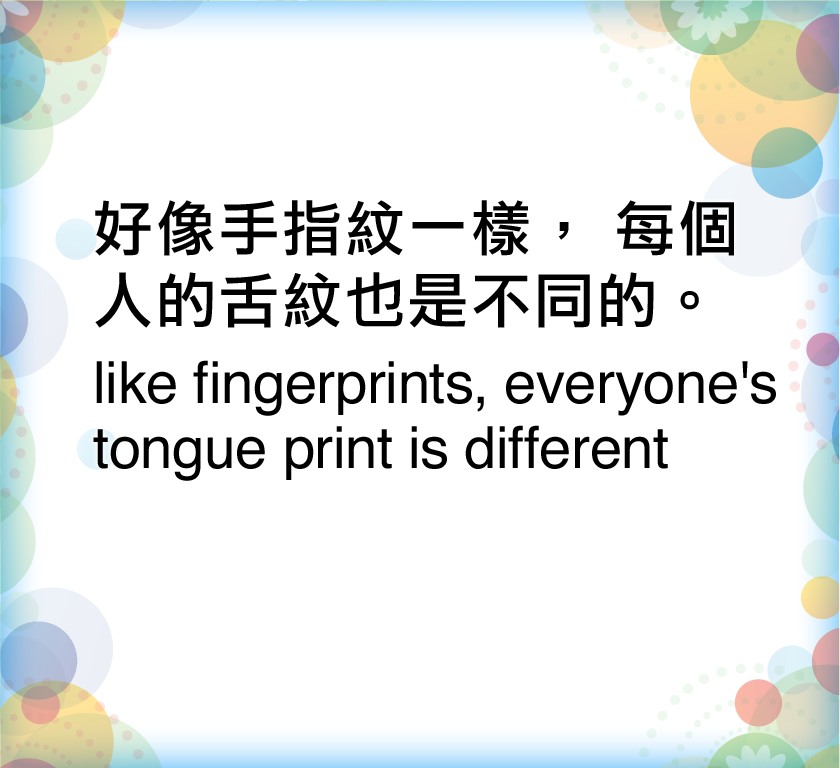 好像手指紋一樣， 每個
人的舌紋也是不同的。
like fingerprints, everyone's
tongue print is different